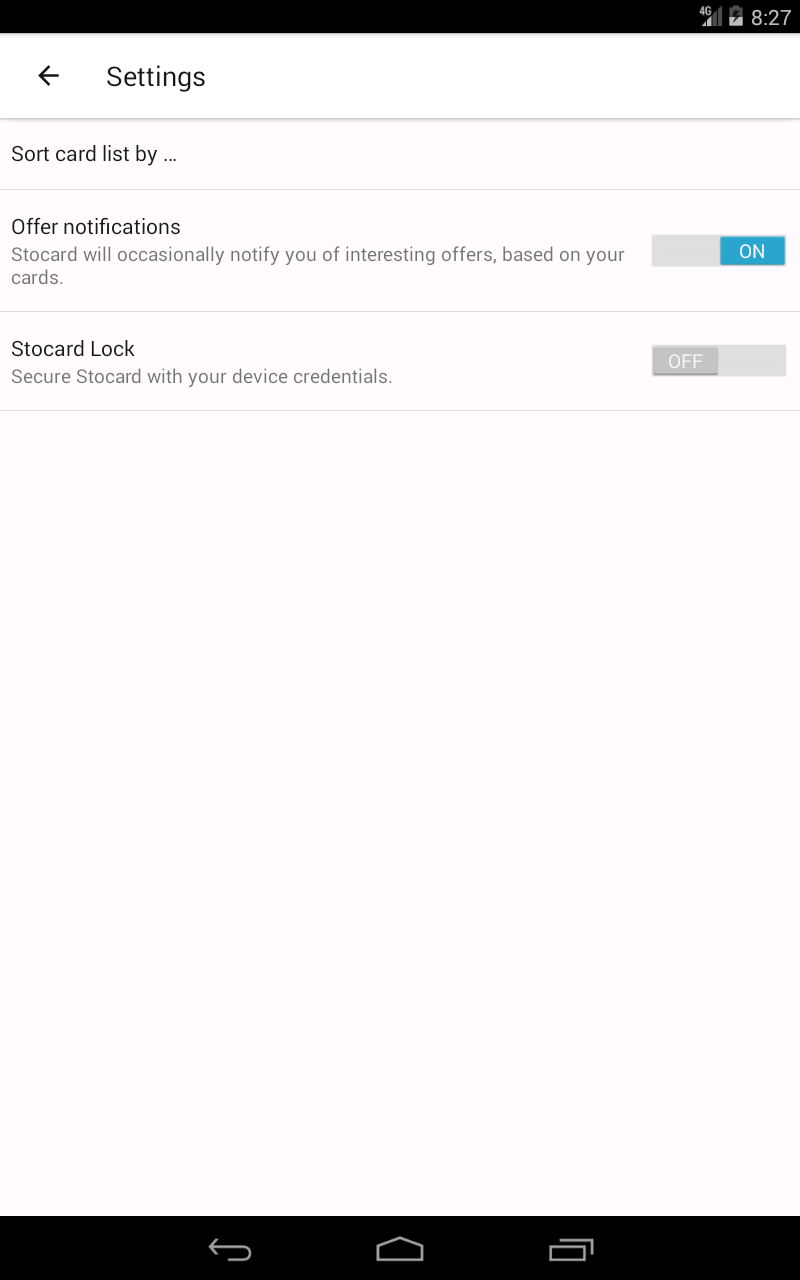 4G 8:27
Settings
Sort card list by ...
Offer notifications
Stocard will occasionally notify you of interesting offers, based on your
cards.
ON
Stocard Lock
Secure Stocard with your device credentials.
OFF